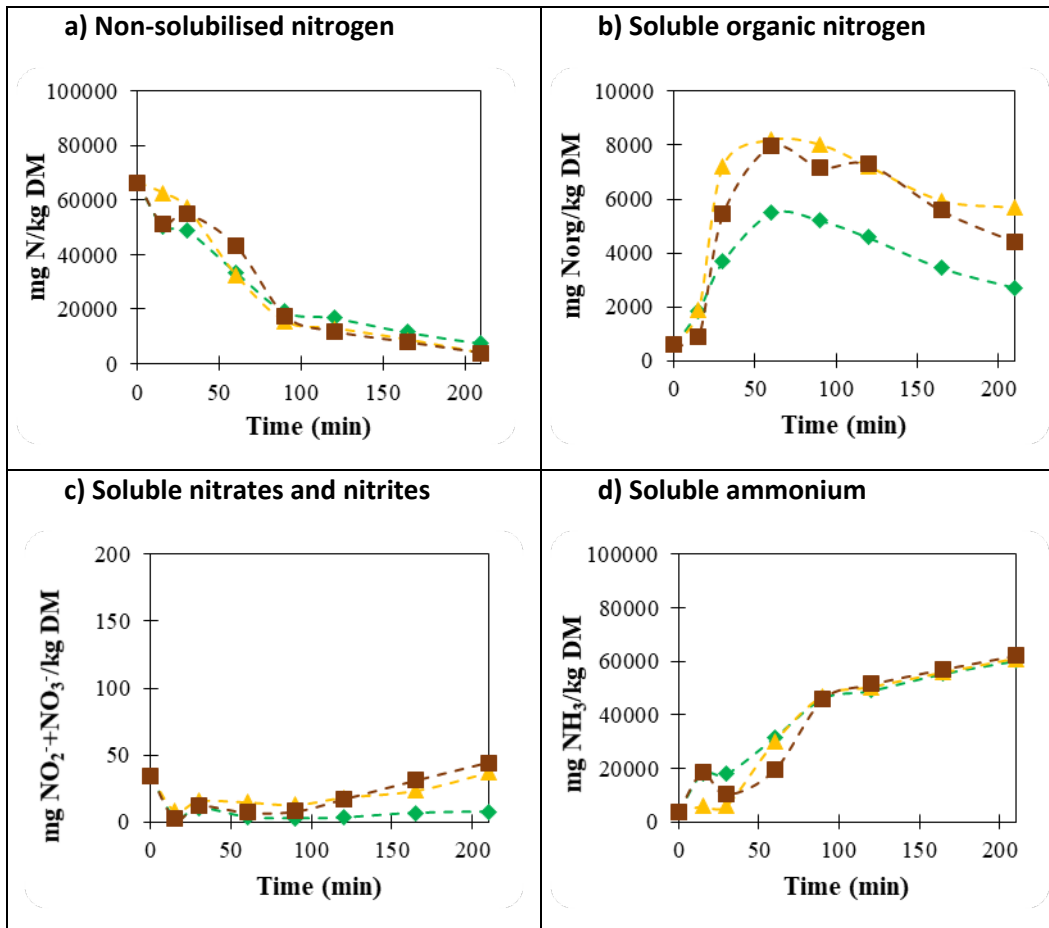 a) Non-solubilised nitrogen
mg N/kg DM
100000
80000
60000
40000
20000
0
0 50 100 150 200
Time (min)
b) Soluble organic nitrogen
mg Norg/kg DM
10000
8000
6000
4000
2000
0
0 50 100 150 200
Time (min)
c) Soluble nitrates and nitrites
mg NO₂⁻+NO₃⁻/kg DM
200
150
100
50
0
0 50 100 150 200
Time (min)
d) Soluble ammonium
mg NH₃/kg DM
100000
80000
60000
40000
20000
0
0 50 100 150 200
Time (min)